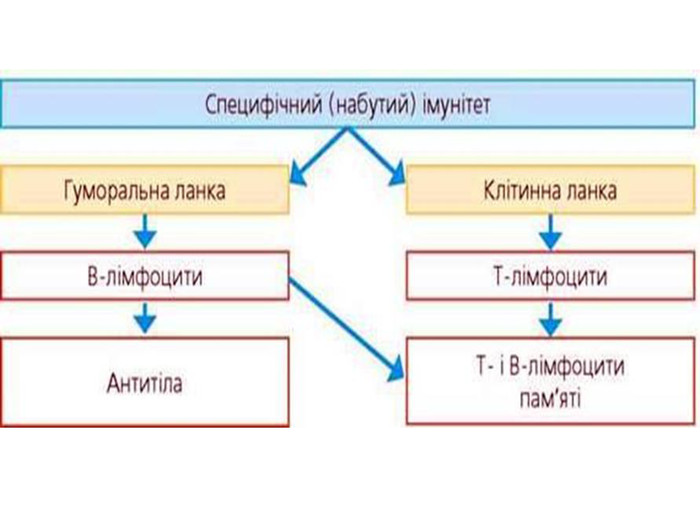 Специфічний (набутий) імунітет
Гуморальна ланка
Клітинна ланка
В-лімфоцити
Т-лімфоцити
Антитіла
Т- і В-лімфоцити
пам'яті